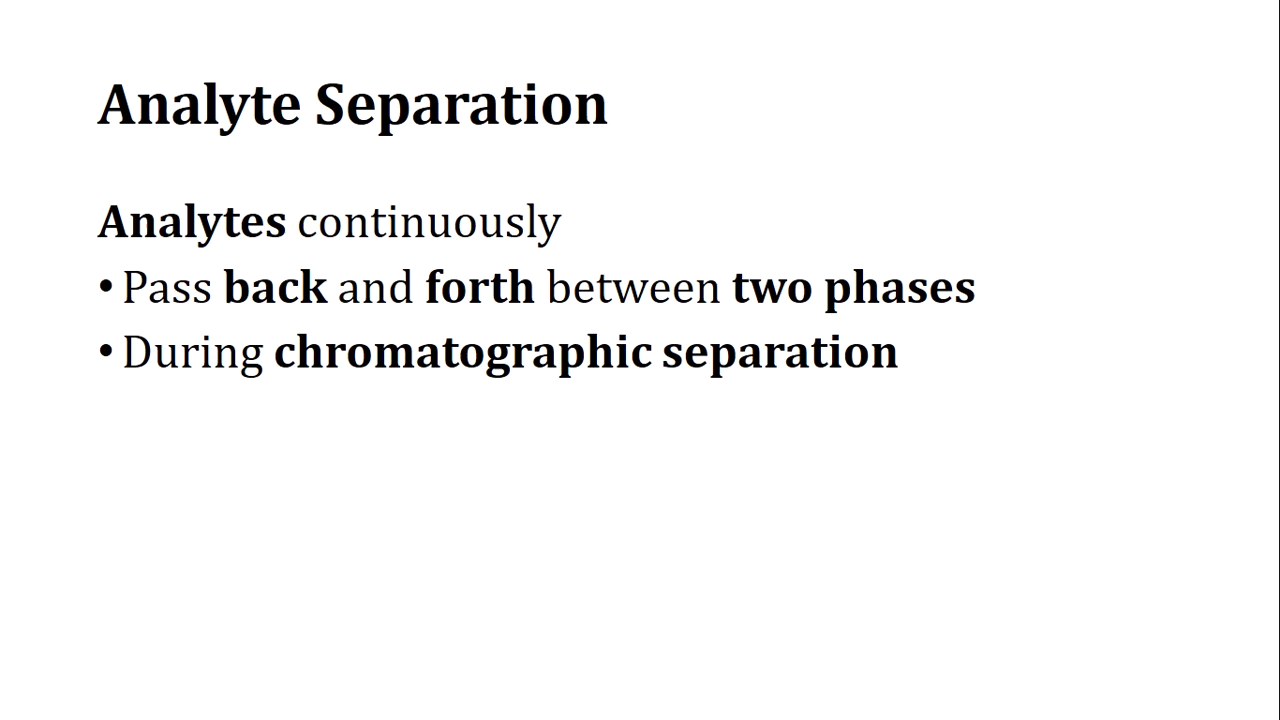 Analyte Separation
Analytes continuously
• Pass back and forth between two phases
• During chromatographic separation